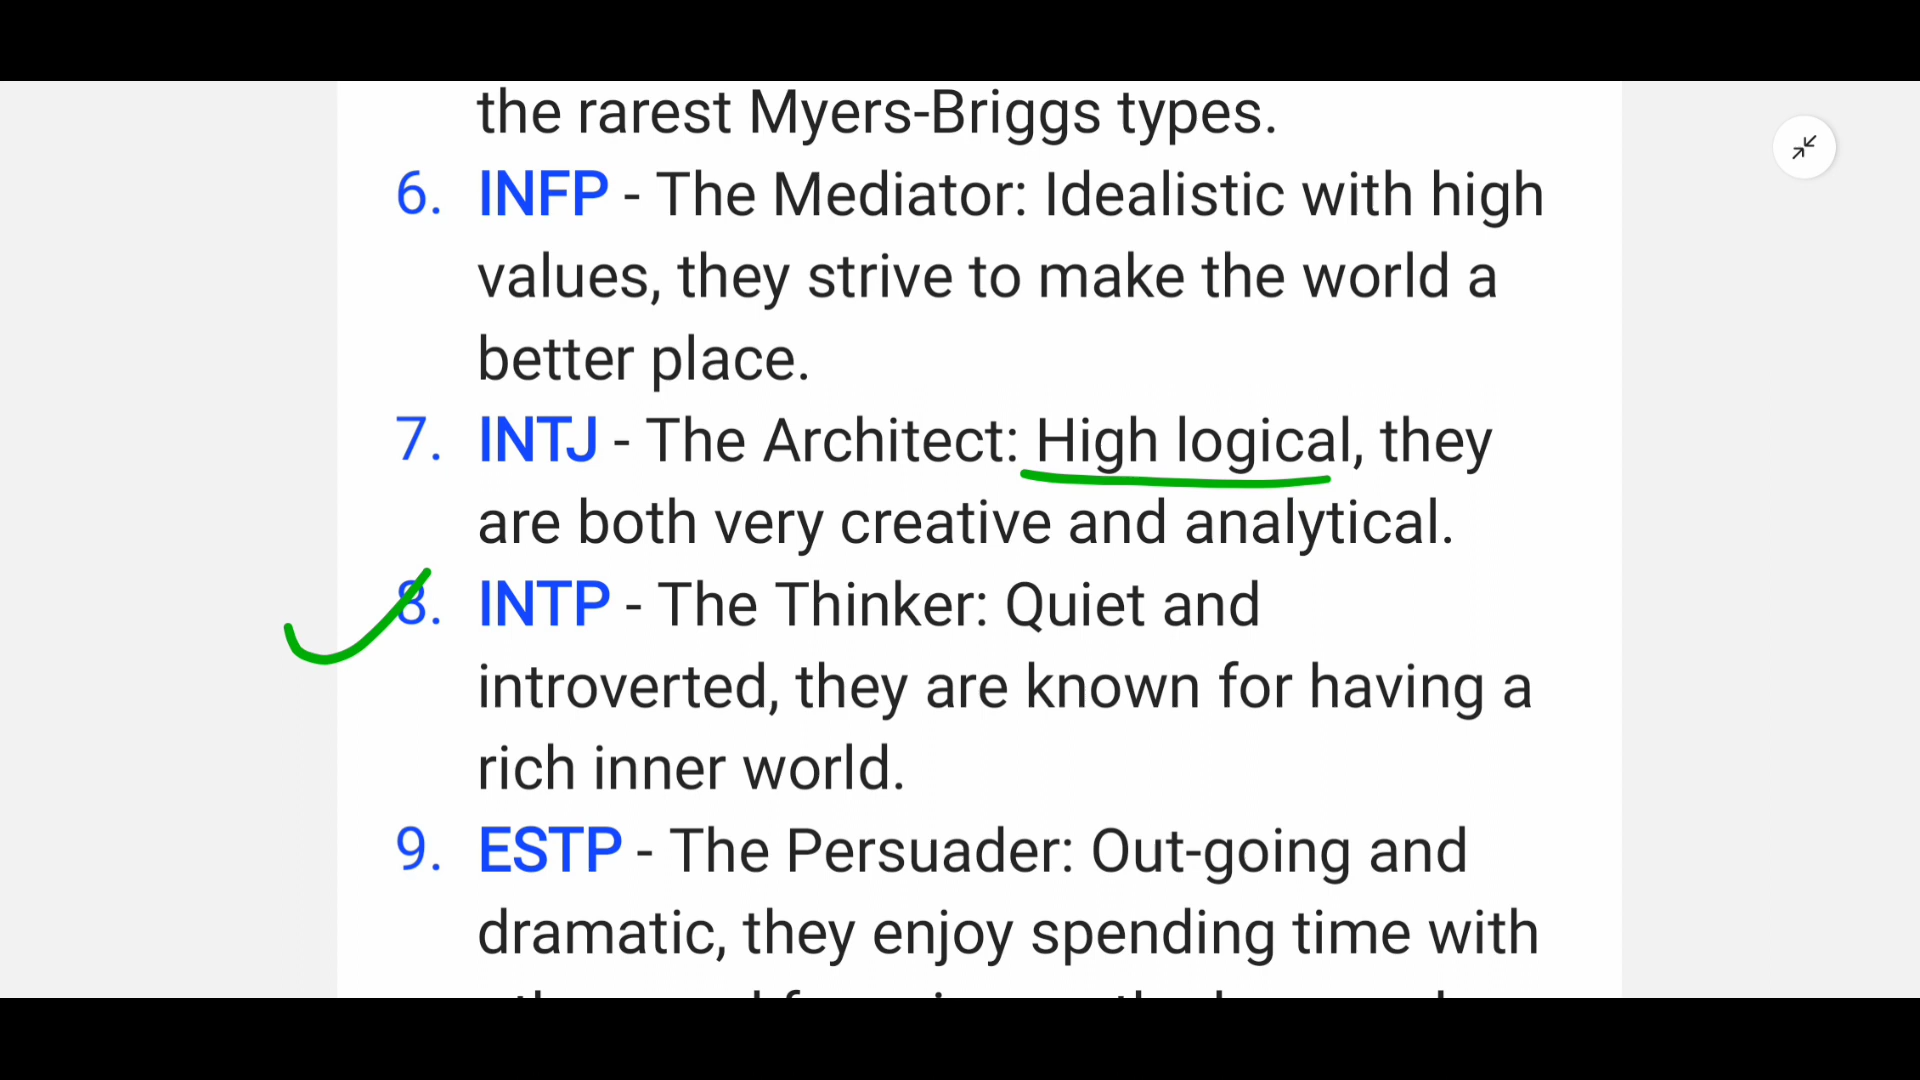 the rarest Myers-Briggs types.
6. INFP - The Mediator: Idealistic with high
values, they strive to make the world a
better place.
7. INTJ - The Architect: High logical, they
are both very creative and analytical.
8. INTP - The Thinker: Quiet and
introverted, they are known for having a
rich inner world.
9. ESTP - The Persuader: Out-going and
dramatic, they enjoy spending time with